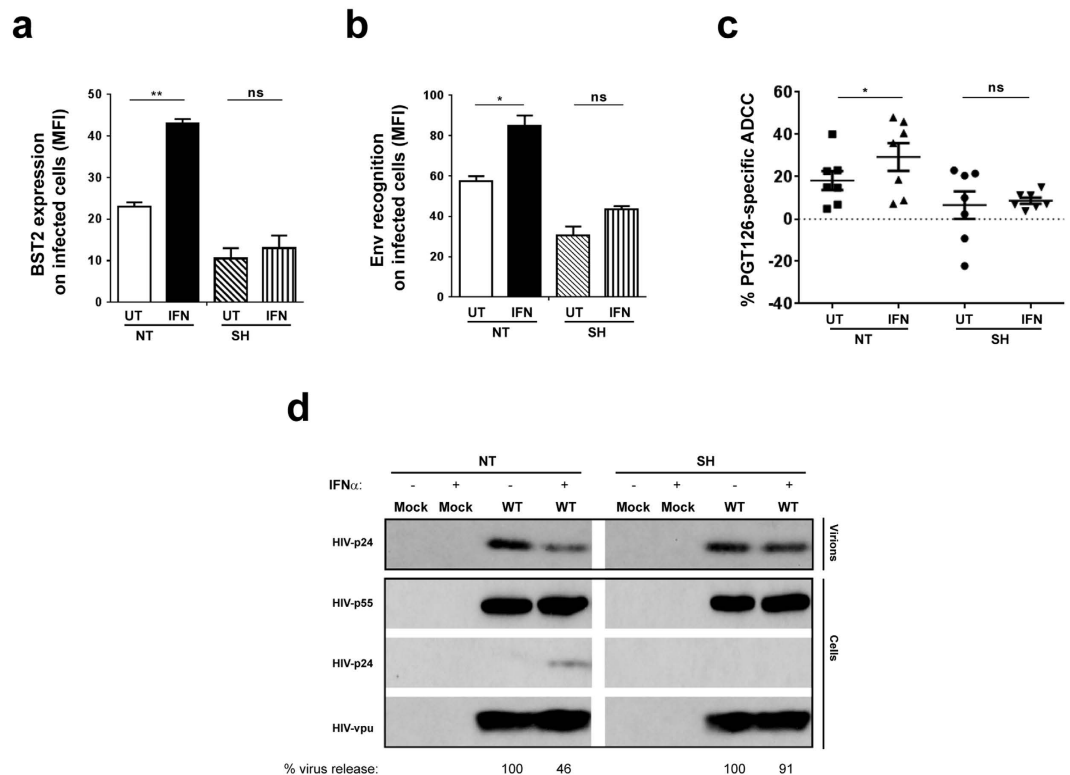 a
BST2 expression
on infected cells (MFI)
50
40
30
20
10
0
**
ns
UT IFN UT IFN
NT SH
b
Env recognition
on infected cells (MFI)
100
80
60
40
20
0
*
ns
UT IFN UT IFN
NT SH
c
% PGT126-specific ADCC
60
40
20
0
-20
-40
*
ns
UT IFN UT IFN
NT SH
d
NT SH
IFNα: - + - + - + - +
Mock Mock WT WT Mock Mock WT WT
HIV-p24
Virions
HIV-p55
HIV-p24
HIV-vpu
Cells
% virus release: 100 46 100 91